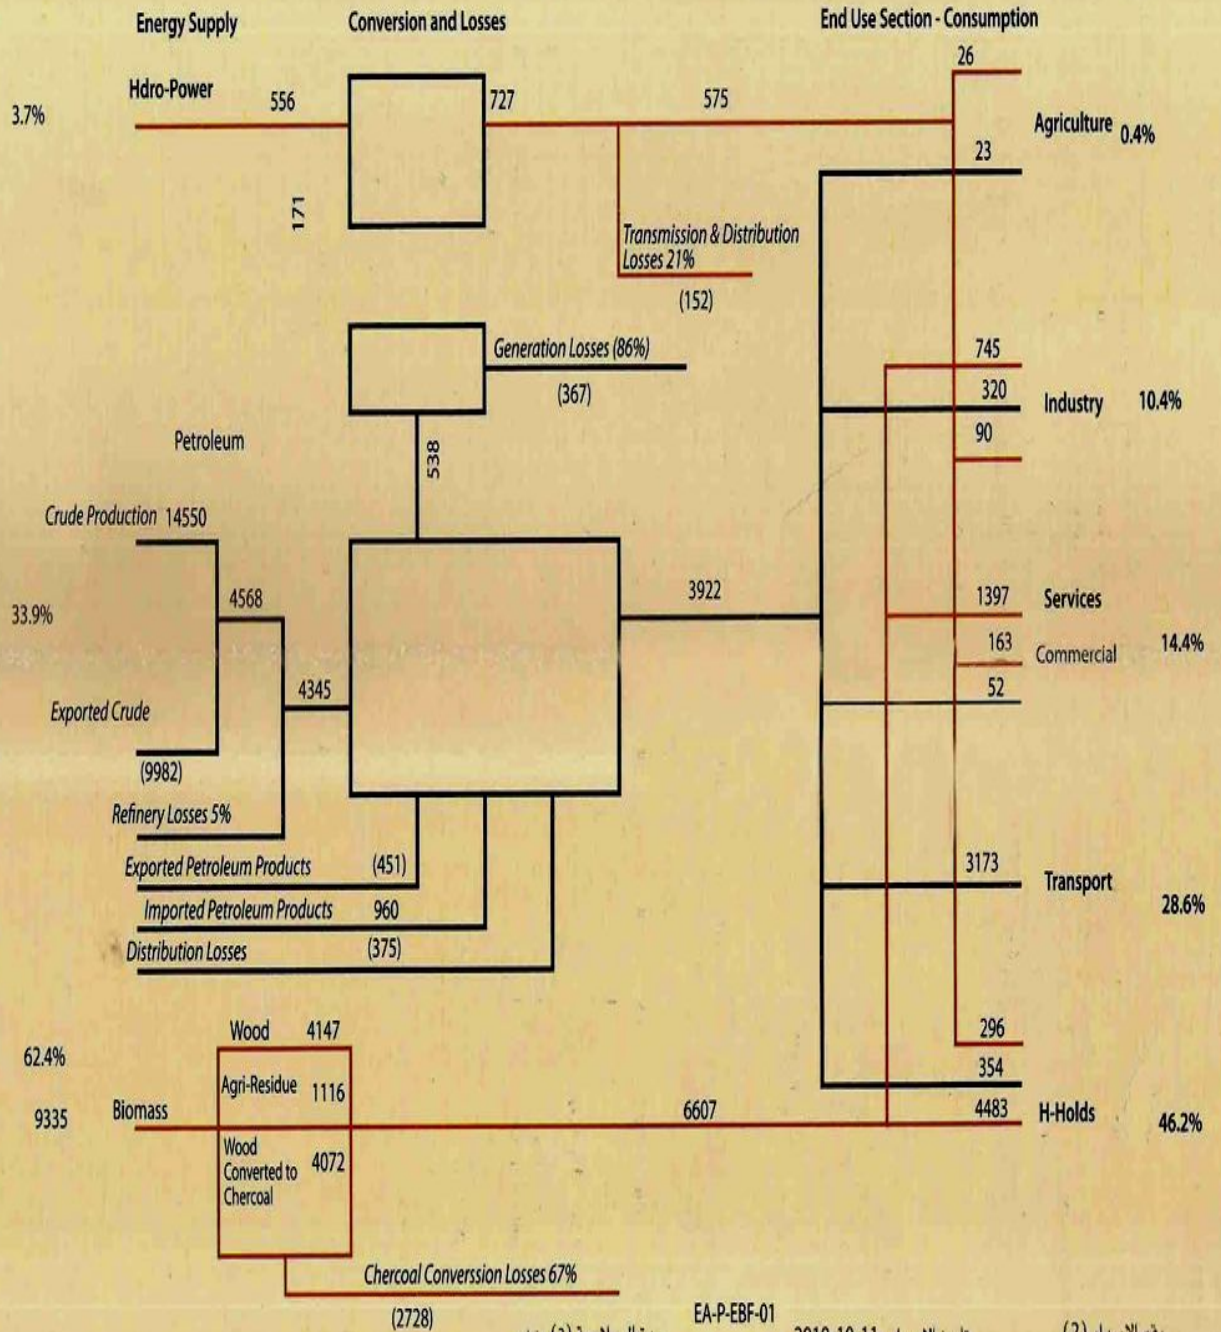 Energy Supply
Conversion and Losses
End Use Section - Consumption
Hdro-Power
3.7%
556
727
575
26
Agriculture
0.4%
23
171
Transmission & Distribution
Losses 21%
(152)
Generation Losses (86%)
(367)
745
320
Industry
10.4%
90
Petroleum
538
Crude Production
14550
33.9%
4568
3922
1397
Services
163
Commercial
14.4%
52
4345
Exported Crude
(9982)
Refinery Losses 5%
Exported Petroleum Products
(451)
Imported Petroleum Products
960
Distribution Losses
(375)
3173
Transport
28.6%
Wood
4147
62.4%
Agri-Residue
1116
9335
Biomass
6607
296
354
4483
H-Holds
46.2%
Wood
Converted to
Chercoal
4072
Chercoal Converssion Losses 67%
(2728)
EA-P-EBF-01